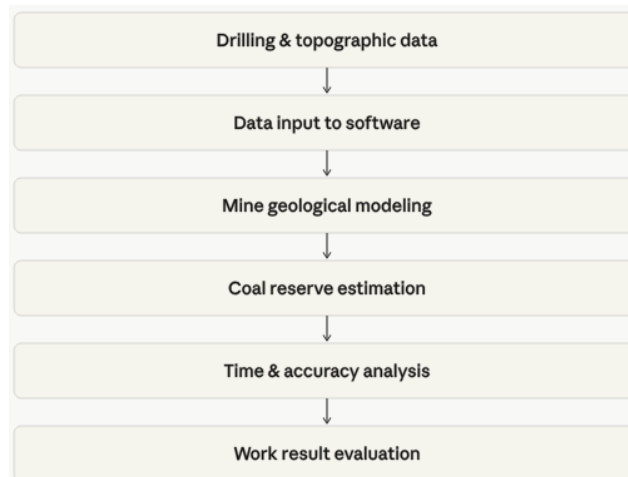 Drilling & topographic data
Data input to software
Mine geological modeling
Coal reserve estimation
Time & accuracy analysis
Work result evaluation